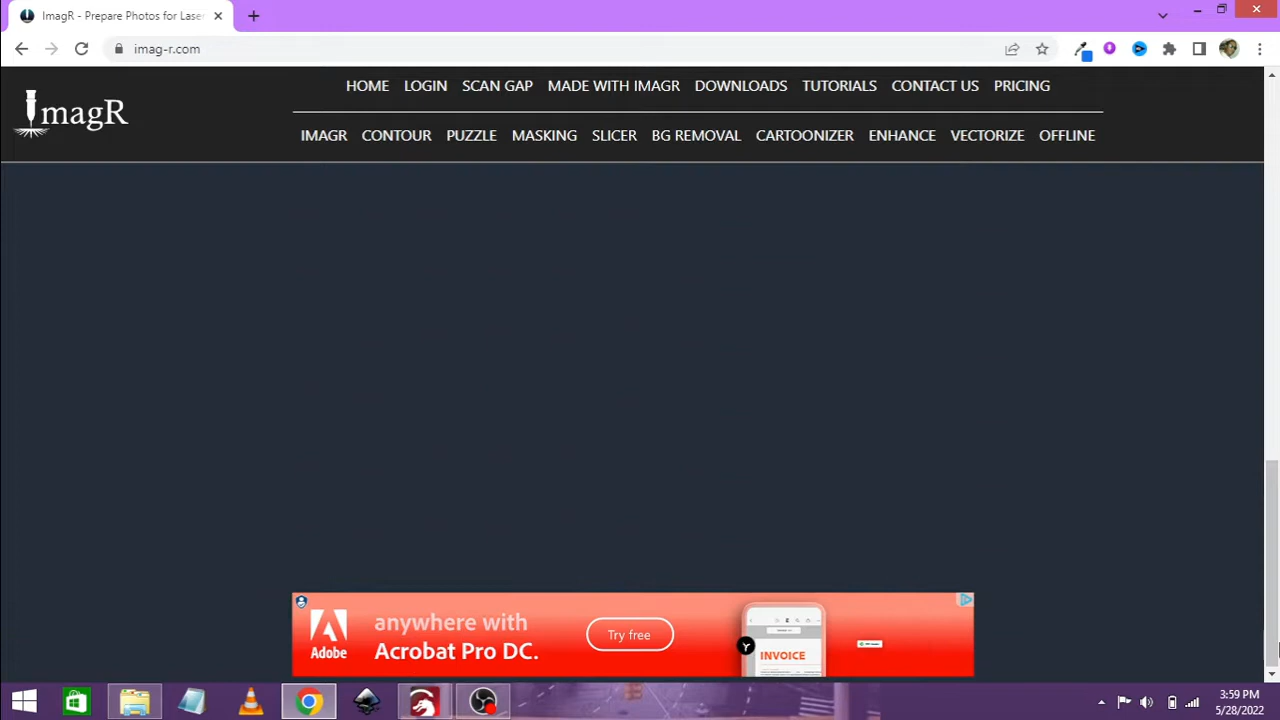 ImagR - Prepare Photos for Laser
imag-r.com
ImagR
HOME LOGIN SCAN GAP MADE WITH IMAGR DOWNLOADS TUTORIALS CONTACT US PRICING
IMAGR CONTOUR PUZZLE MASKING SLICER BG REMOVAL CARTOONIZER ENHANCE VECTORIZE OFFLINE
Adobe
anywhere with
Acrobat Pro DC.
Try free
INVOICE
3:59 PM
5/28/2022